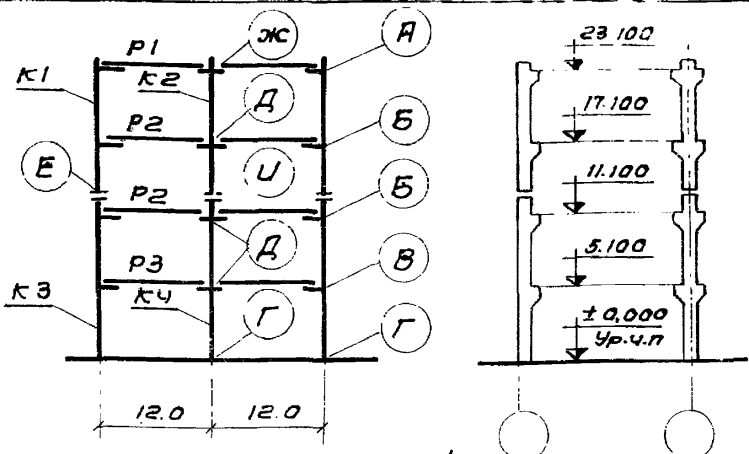 Р1
Ж
А
К1
К2
Д
Р2
Б
Е
И
Р2
Б
Д
Р3
В
К3
К4
Г
Г
12.0
12.0
23.100
17.100
11.100
5.100
±0,000
Ур.ч.п